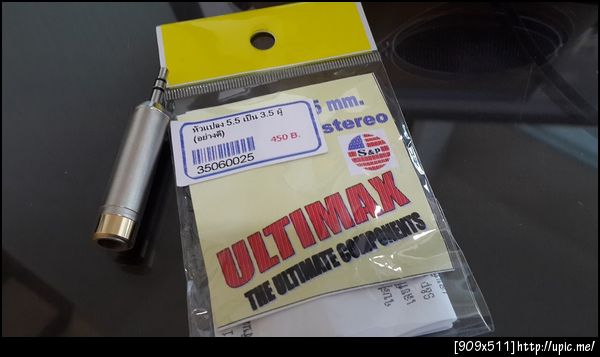 5 mm.
stereo
หัวแปลง 5.5 เป็น 3.5 ผู้
(อย่างดี)
450 B.
35060025
S&P
ULTIMAX
THE ULTIMATE COMPONENTS
S&P
[909x511]http://upic.me/